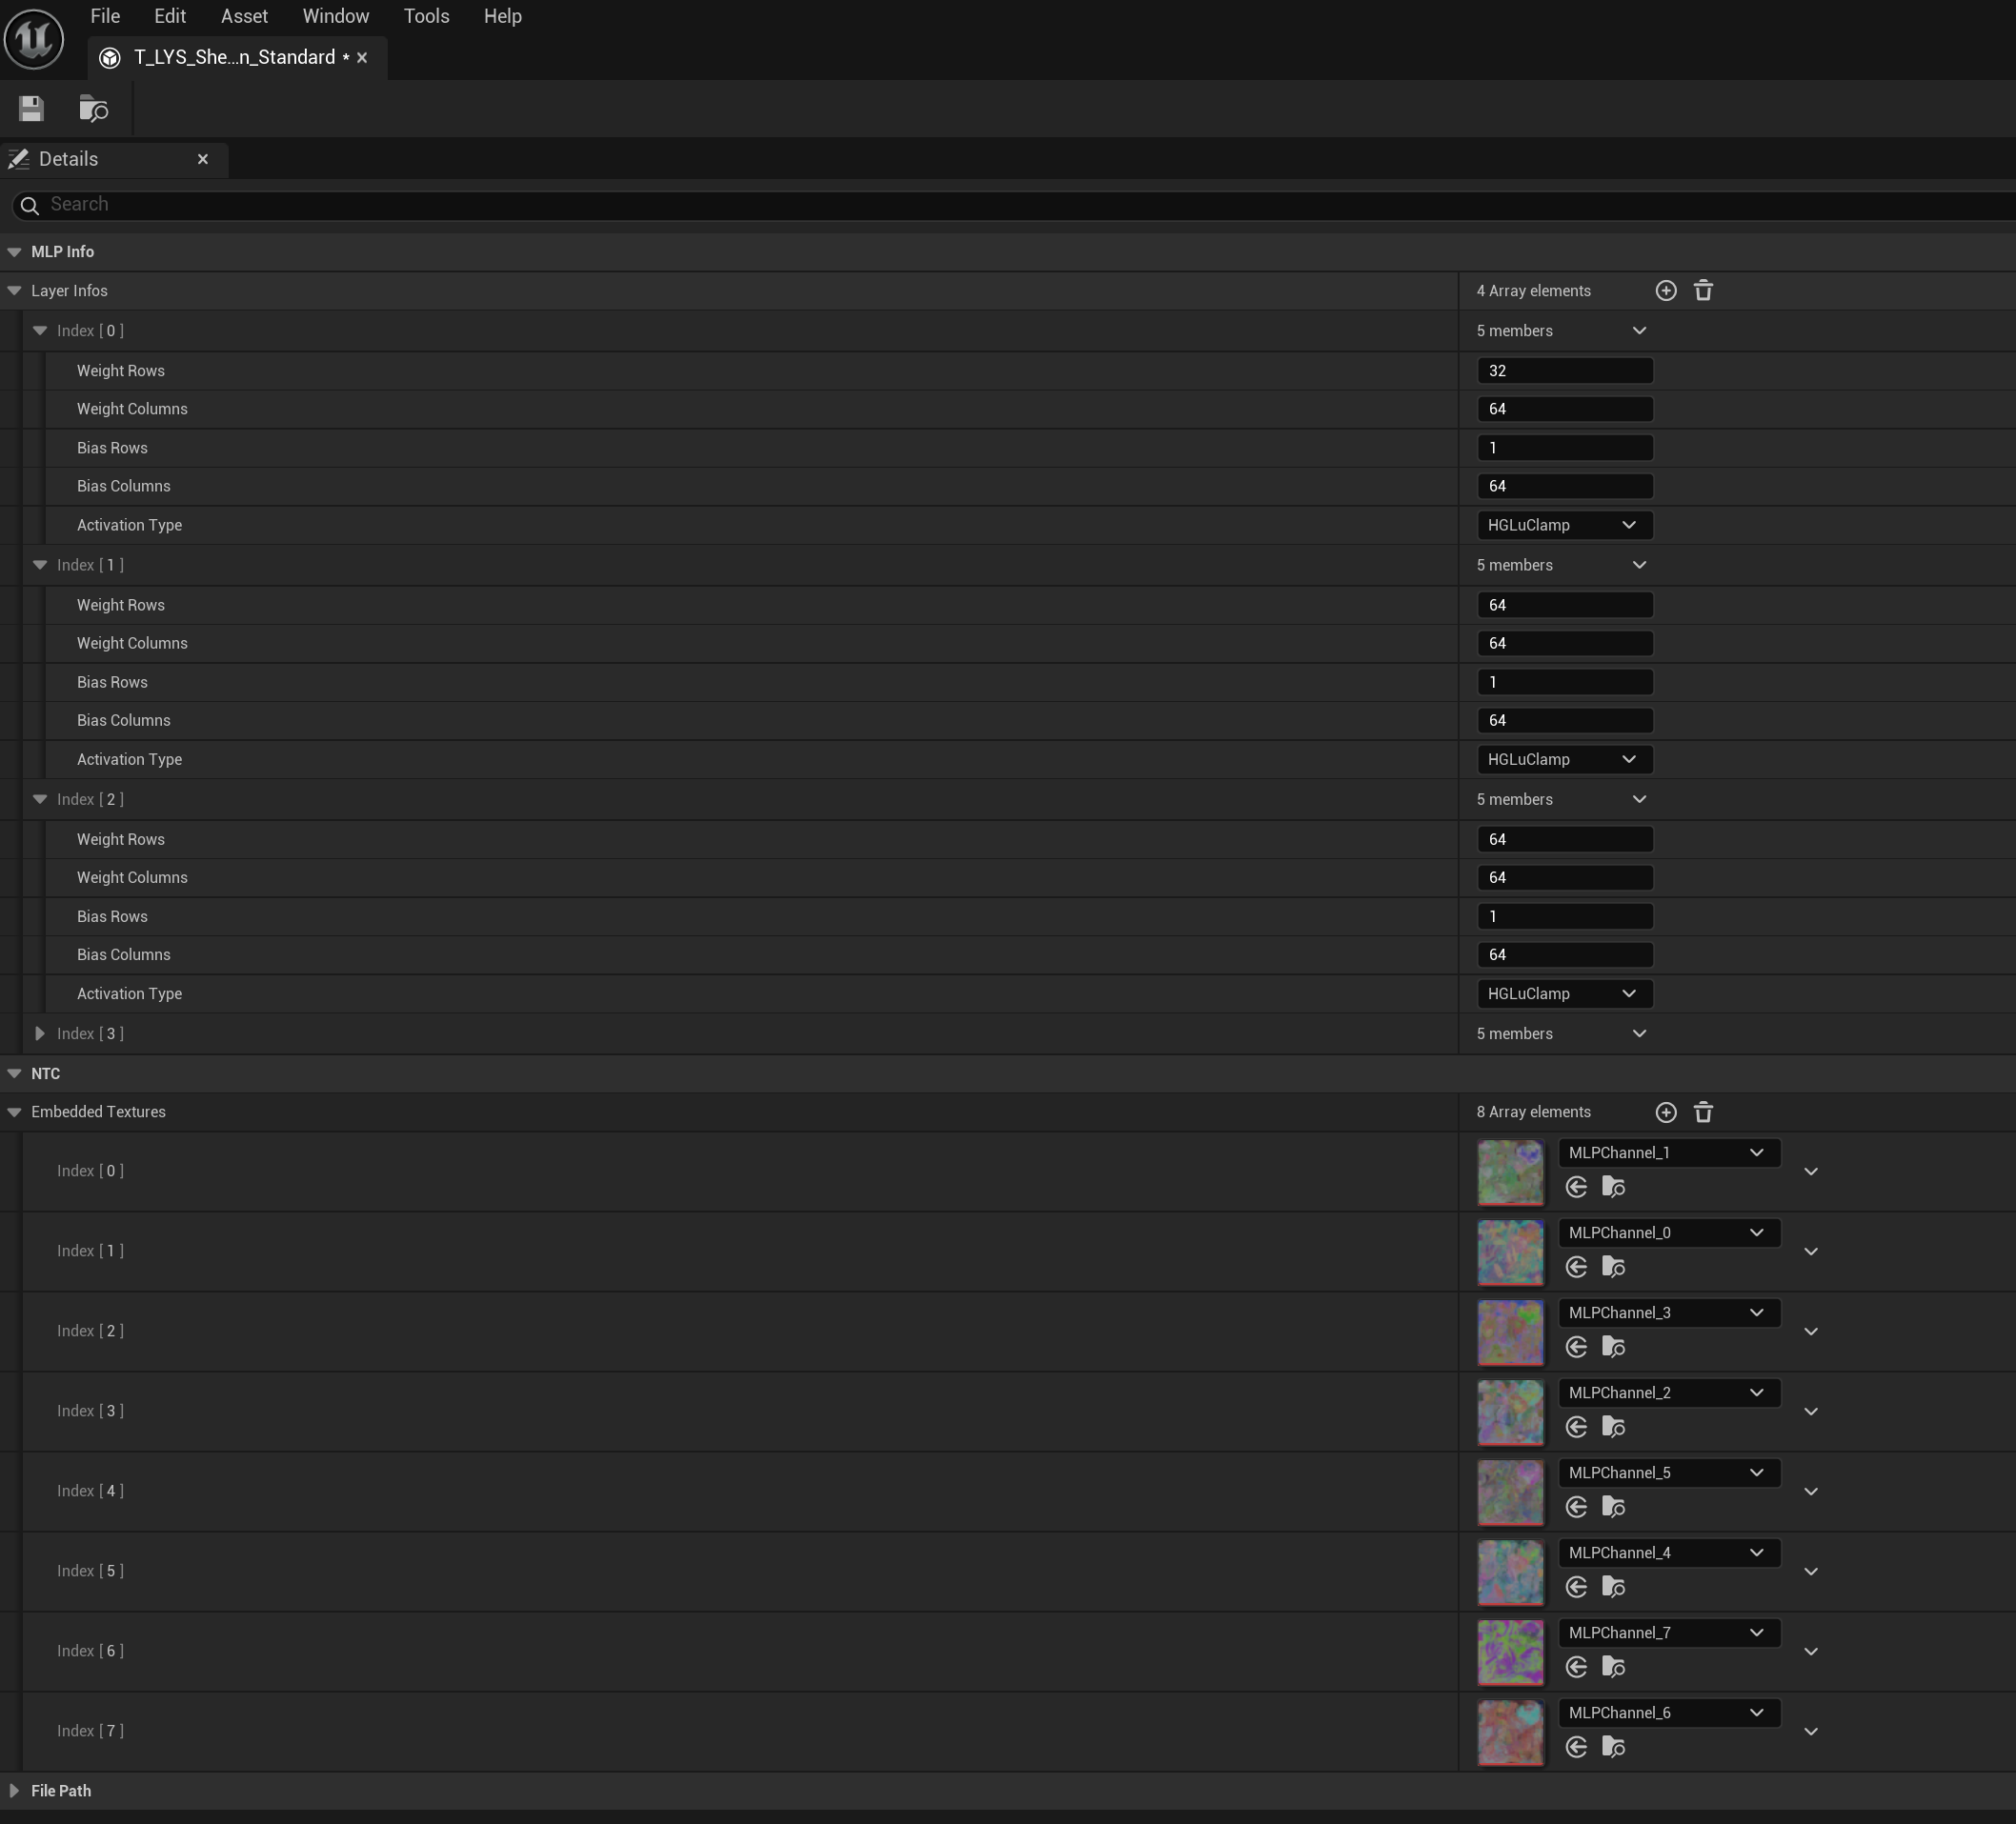 File Edit Asset Window Tools Help
T_LYS_She...n_Standard *
Details
Search
MLP Info
Layer Infos 4 Array elements
Index [ 0 ] 5 members
Weight Rows 32
Weight Columns 64
Bias Rows 1
Bias Columns 64
Activation Type HGLuClamp
Index [ 1 ] 5 members
Weight Rows 64
Weight Columns 64
Bias Rows 1
Bias Columns 64
Activation Type HGLuClamp
Index [ 2 ] 5 members
Weight Rows 64
Weight Columns 64
Bias Rows 1
Bias Columns 64
Activation Type HGLuClamp
Index [ 3 ] 5 members
NTC
Embedded Textures 8 Array elements
Index [ 0 ] MLPChannel_1
Index [ 1 ] MLPChannel_0
Index [ 2 ] MLPChannel_3
Index [ 3 ] MLPChannel_2
Index [ 4 ] MLPChannel_5
Index [ 5 ] MLPChannel_4
Index [ 6 ] MLPChannel_7
Index [ 7 ] MLPChannel_6
File Path